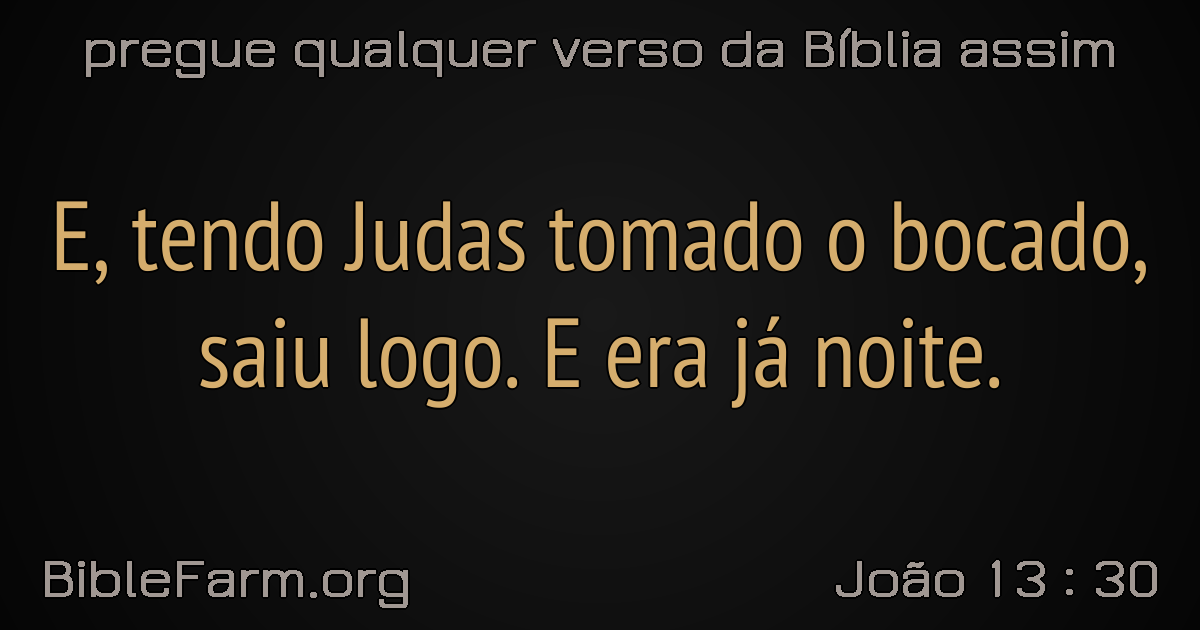 pregue qualquer verso da Bíblia assim
E, tendo Judas tomado o bocado,
saiu logo. E era já noite.
BibleFarm.org
João 13 : 30